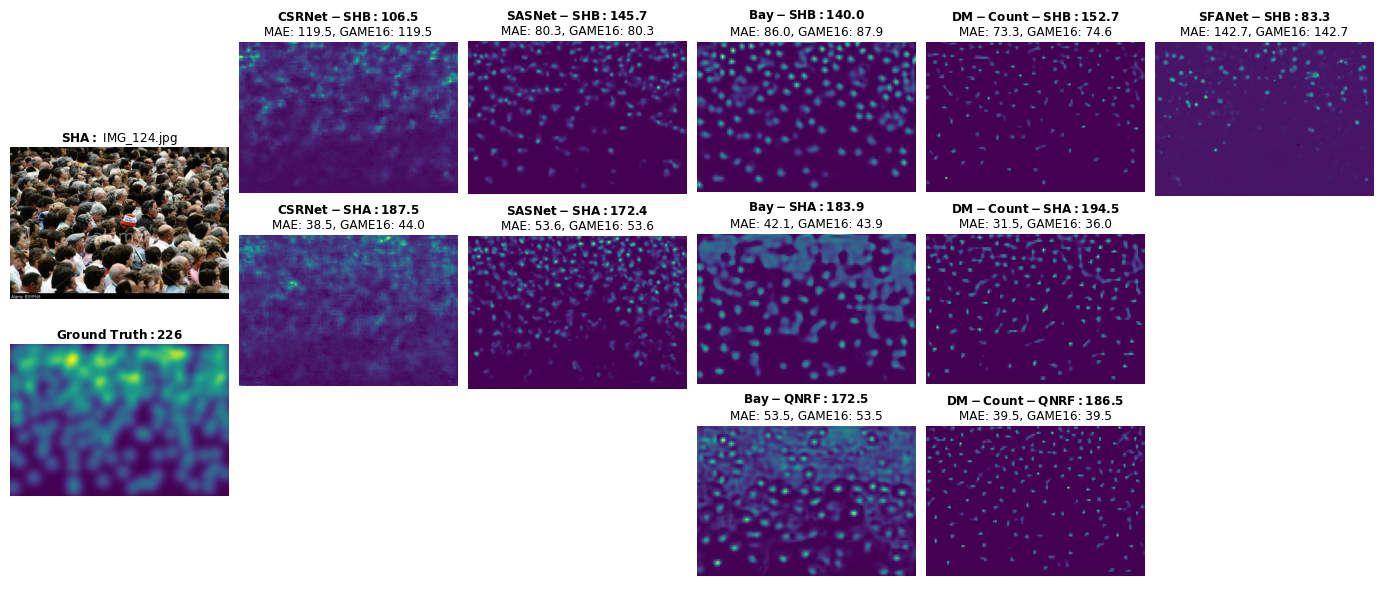 CSRNet−SHB: 106.5
MAE: 119.5, GAME16: 119.5
SASNet−SHB: 145.7
MAE: 80.3, GAME16: 80.3
Bay−SHB: 140.0
MAE: 86.0, GAME16: 87.9
DM−Count−SHB: 152.7
MAE: 73.3, GAME16: 74.6
SFANet−SHB: 83.3
MAE: 142.7, GAME16: 142.7
SHA: IMG_124.jpg
CSRNet−SHA: 187.5
MAE: 38.5, GAME16: 44.0
SASNet−SHA: 172.4
MAE: 53.6, GAME16: 53.6
Bay−SHA: 183.9
MAE: 42.1, GAME16: 43.9
DM−Count−SHA: 194.5
MAE: 31.5, GAME16: 36.0
Ground Truth: 226
Bay−QNRF: 172.5
MAE: 53.5, GAME16: 53.5
DM−Count−QNRF: 186.5
MAE: 39.5, GAME16: 39.5